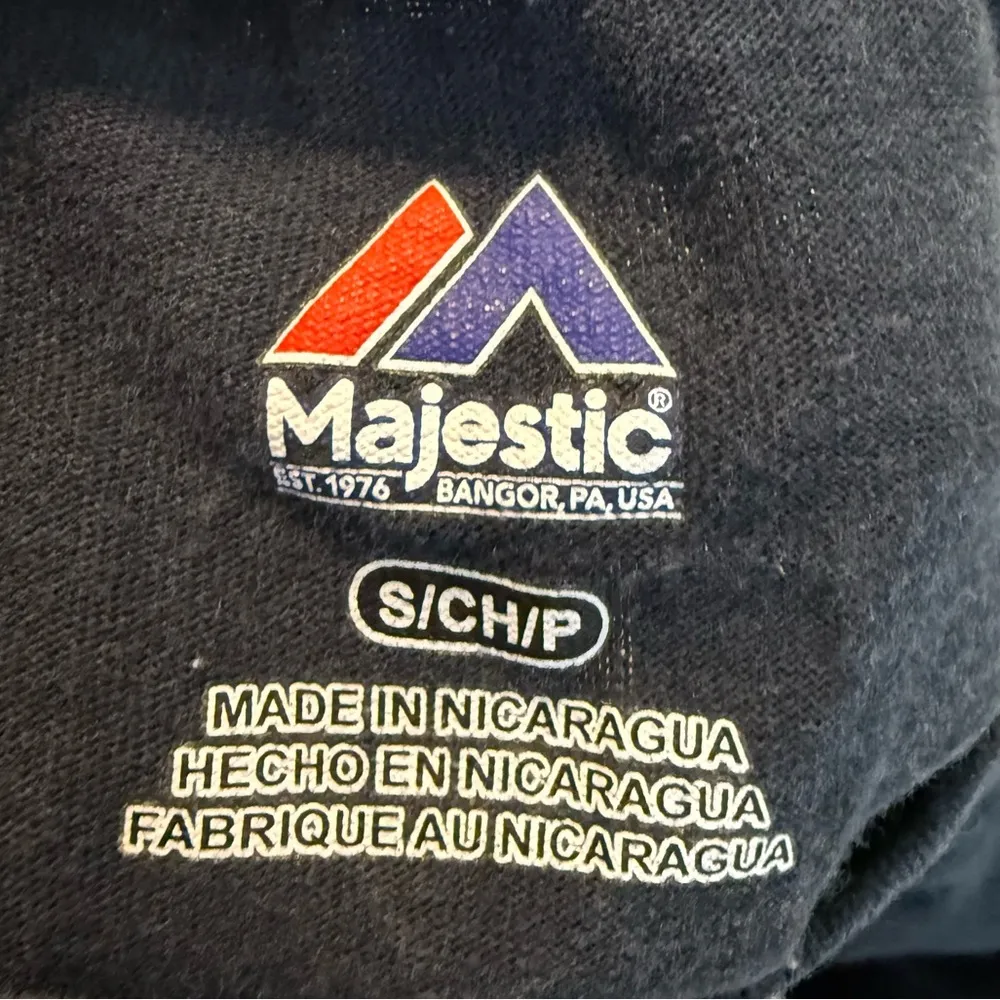 Majestic®
EST. 1976 BANGOR, PA, USA
S/CH/P
MADE IN NICARAGUA
HECHO EN NICARAGUA
FABRIQUE AU NICARAGUA